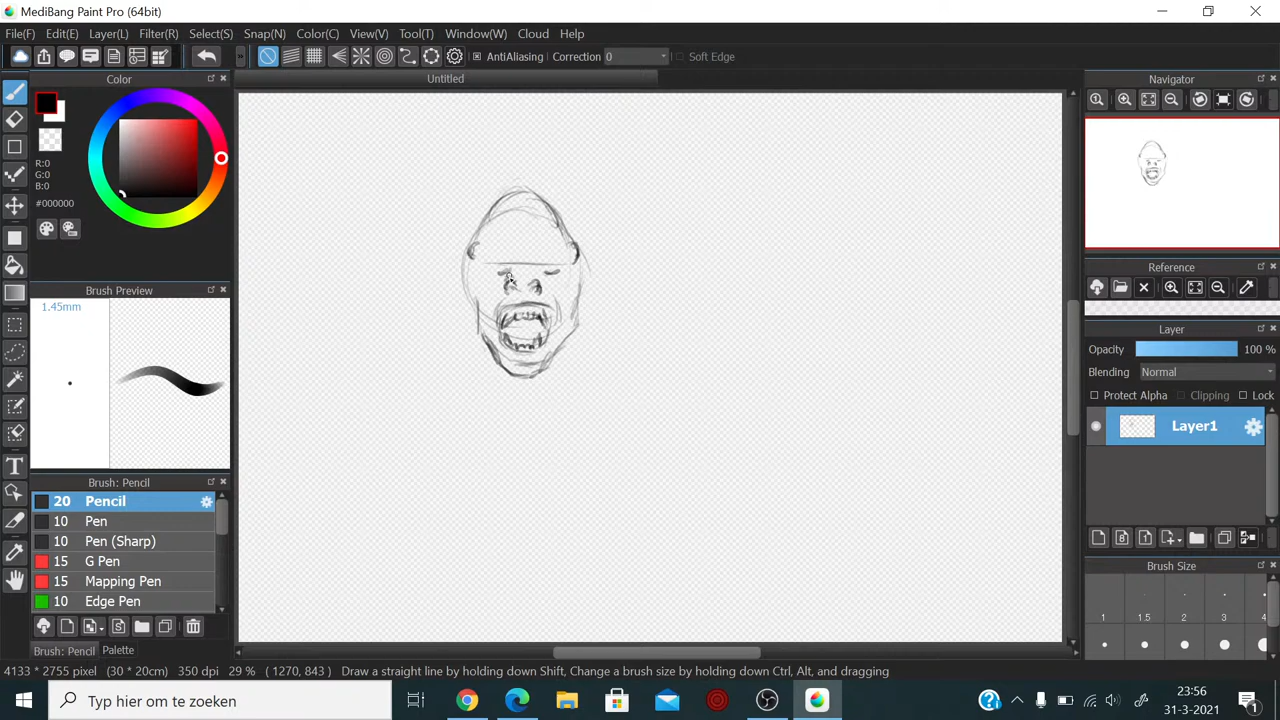 MediBang Paint Pro (64bit)
File(F) Edit(E) Layer(L) Filter(R) Select(S) Snap(N) Color(C) View(V) Tool(T) Window(W) Cloud Help
AntiAliasing Correction 0 Soft Edge
Color
Untitled
Navigator
R:0
G:0
B:0
#000000
Reference
Brush Preview
1.45mm
Layer
Opacity 100 %
Blending Normal
Protect Alpha Clipping Lock
Layer1
Brush: Pencil
20 Pencil
10 Pen
10 Pen (Sharp)
15 G Pen
15 Mapping Pen
10 Edge Pen
Brush Size
1 1.5 2 3 4
5 7 10 12
Brush: Pencil Palette
4133 * 2755 pixel (30 * 20cm) 350 dpi 29 % ( 1270, 843 ) Draw a straight line by holding down Shift, Change a brush size by holding down Ctrl, Alt, and dragging
Typ hier om te zoeken
23:56
31-3-2021